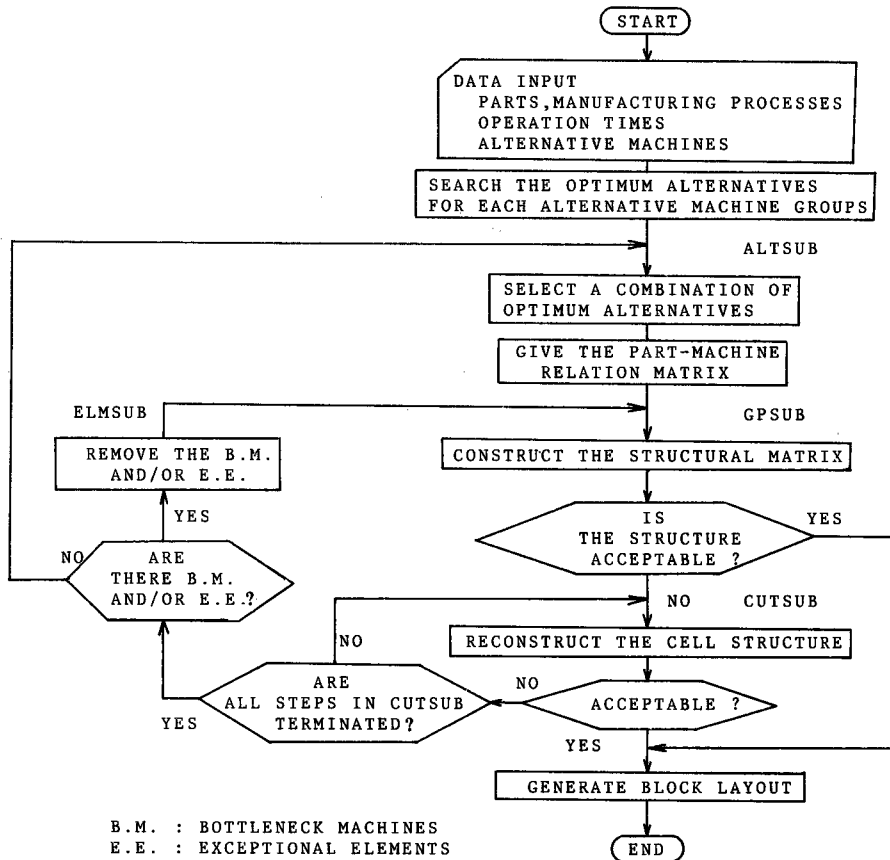 START
DATA INPUT
PARTS,MANUFACTURING PROCESSES
OPERATION TIMES
ALTERNATIVE MACHINES
SEARCH THE OPTIMUM ALTERNATIVES
FOR EACH ALTERNATIVE MACHINE GROUPS
ALTSUB
SELECT A COMBINATION OF
OPTIMUM ALTERNATIVES
GIVE THE PART-MACHINE
RELATION MATRIX
ELMSUB
GPSUB
REMOVE THE B.M.
AND/OR E.E.
CONSTRUCT THE STRUCTURAL MATRIX
YES
IS
THE STRUCTURE
ACCEPTABLE ?
YES
NO
ARE
THERE B.M.
AND/OR E.E.?
NO
CUTSUB
NO
RECONSTRUCT THE CELL STRUCTURE
ARE
ALL STEPS IN CUTSUB
TERMINATED?
NO
ACCEPTABLE ?
YES
YES
GENERATE BLOCK LAYOUT
B.M. : BOTTLENECK MACHINES
E.E. : EXCEPTIONAL ELEMENTS
END